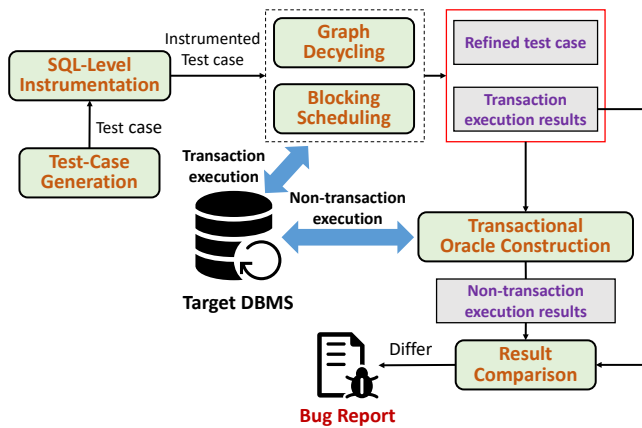 SQL-Level
Instrumentation
Instrumented
Test case
Graph
Decycling
Blocking
Scheduling
Refined test case
Transaction
execution results
Test case
Test-Case
Generation
Transaction
execution
Non-transaction
execution
Target DBMS
Transactional
Oracle Construction
Non-transaction
execution results
Result
Comparison
Differ
Bug Report